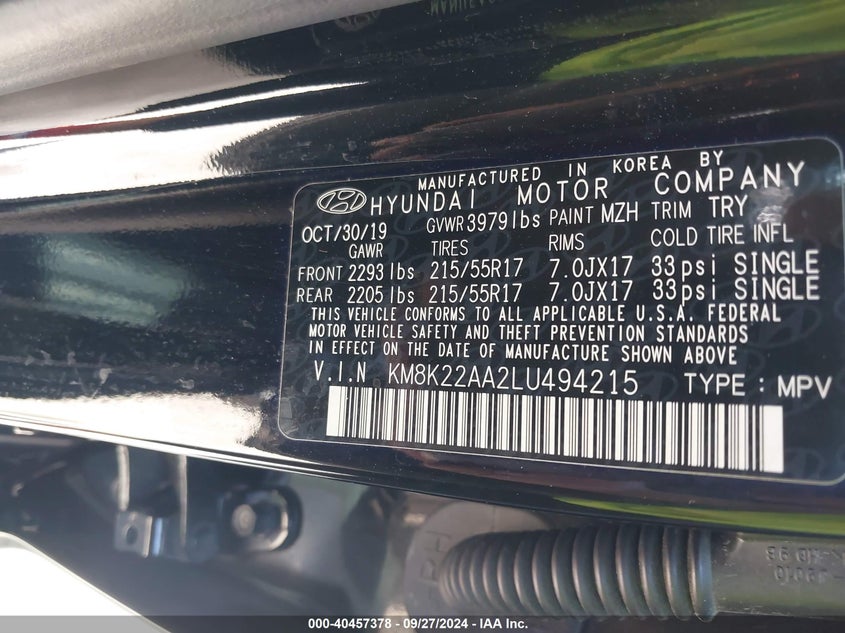 MANUFACTURED IN KOREA BY
HYUNDAI MOTOR COMPANY
OCT/30/19 GVWR 3979lbs PAINT MZH TRIM TRY
GAWR TIRES RIMS COLD TIRE INFL
FRONT 2293 lbs 215/55R17 7.0JX17 33psi SINGLE
REAR 2205 lbs 215/55R17 7.0JX17 33psi SINGLE
THIS VEHICLE CONFORMS TO ALL APPLICABLE U.S.A. FEDERAL
MOTOR VEHICLE SAFETY AND THEFT PREVENTION STANDARDS
IN EFFECT ON THE DATE OF MANUFACTURE SHOWN ABOVE
V.I.N KM8K22AA2LU494215 TYPE : MPV
RH
000-40457378 - 09/27/2024 - IAA Inc.